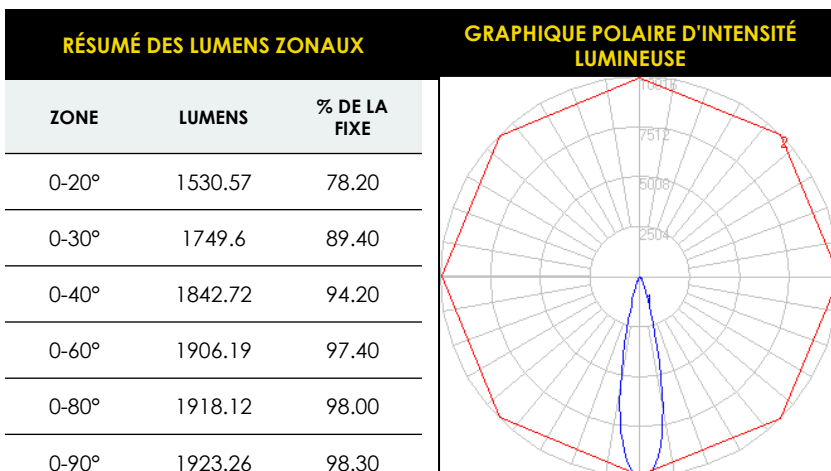 RÉSUMÉ DES LUMENS ZONAUX
ZONE LUMENS % DE LA
FIXE
0-20° 1530.57 78.20
0-30° 1749.6 89.40
0-40° 1842.72 94.20
0-60° 1906.19 97.40
0-80° 1918.12 98.00
0-90° 1923.26 98.30
GRAPHIQUE POLAIRE D'INTENSITÉ
LUMINEUSE
7512
2
5008
2504
1